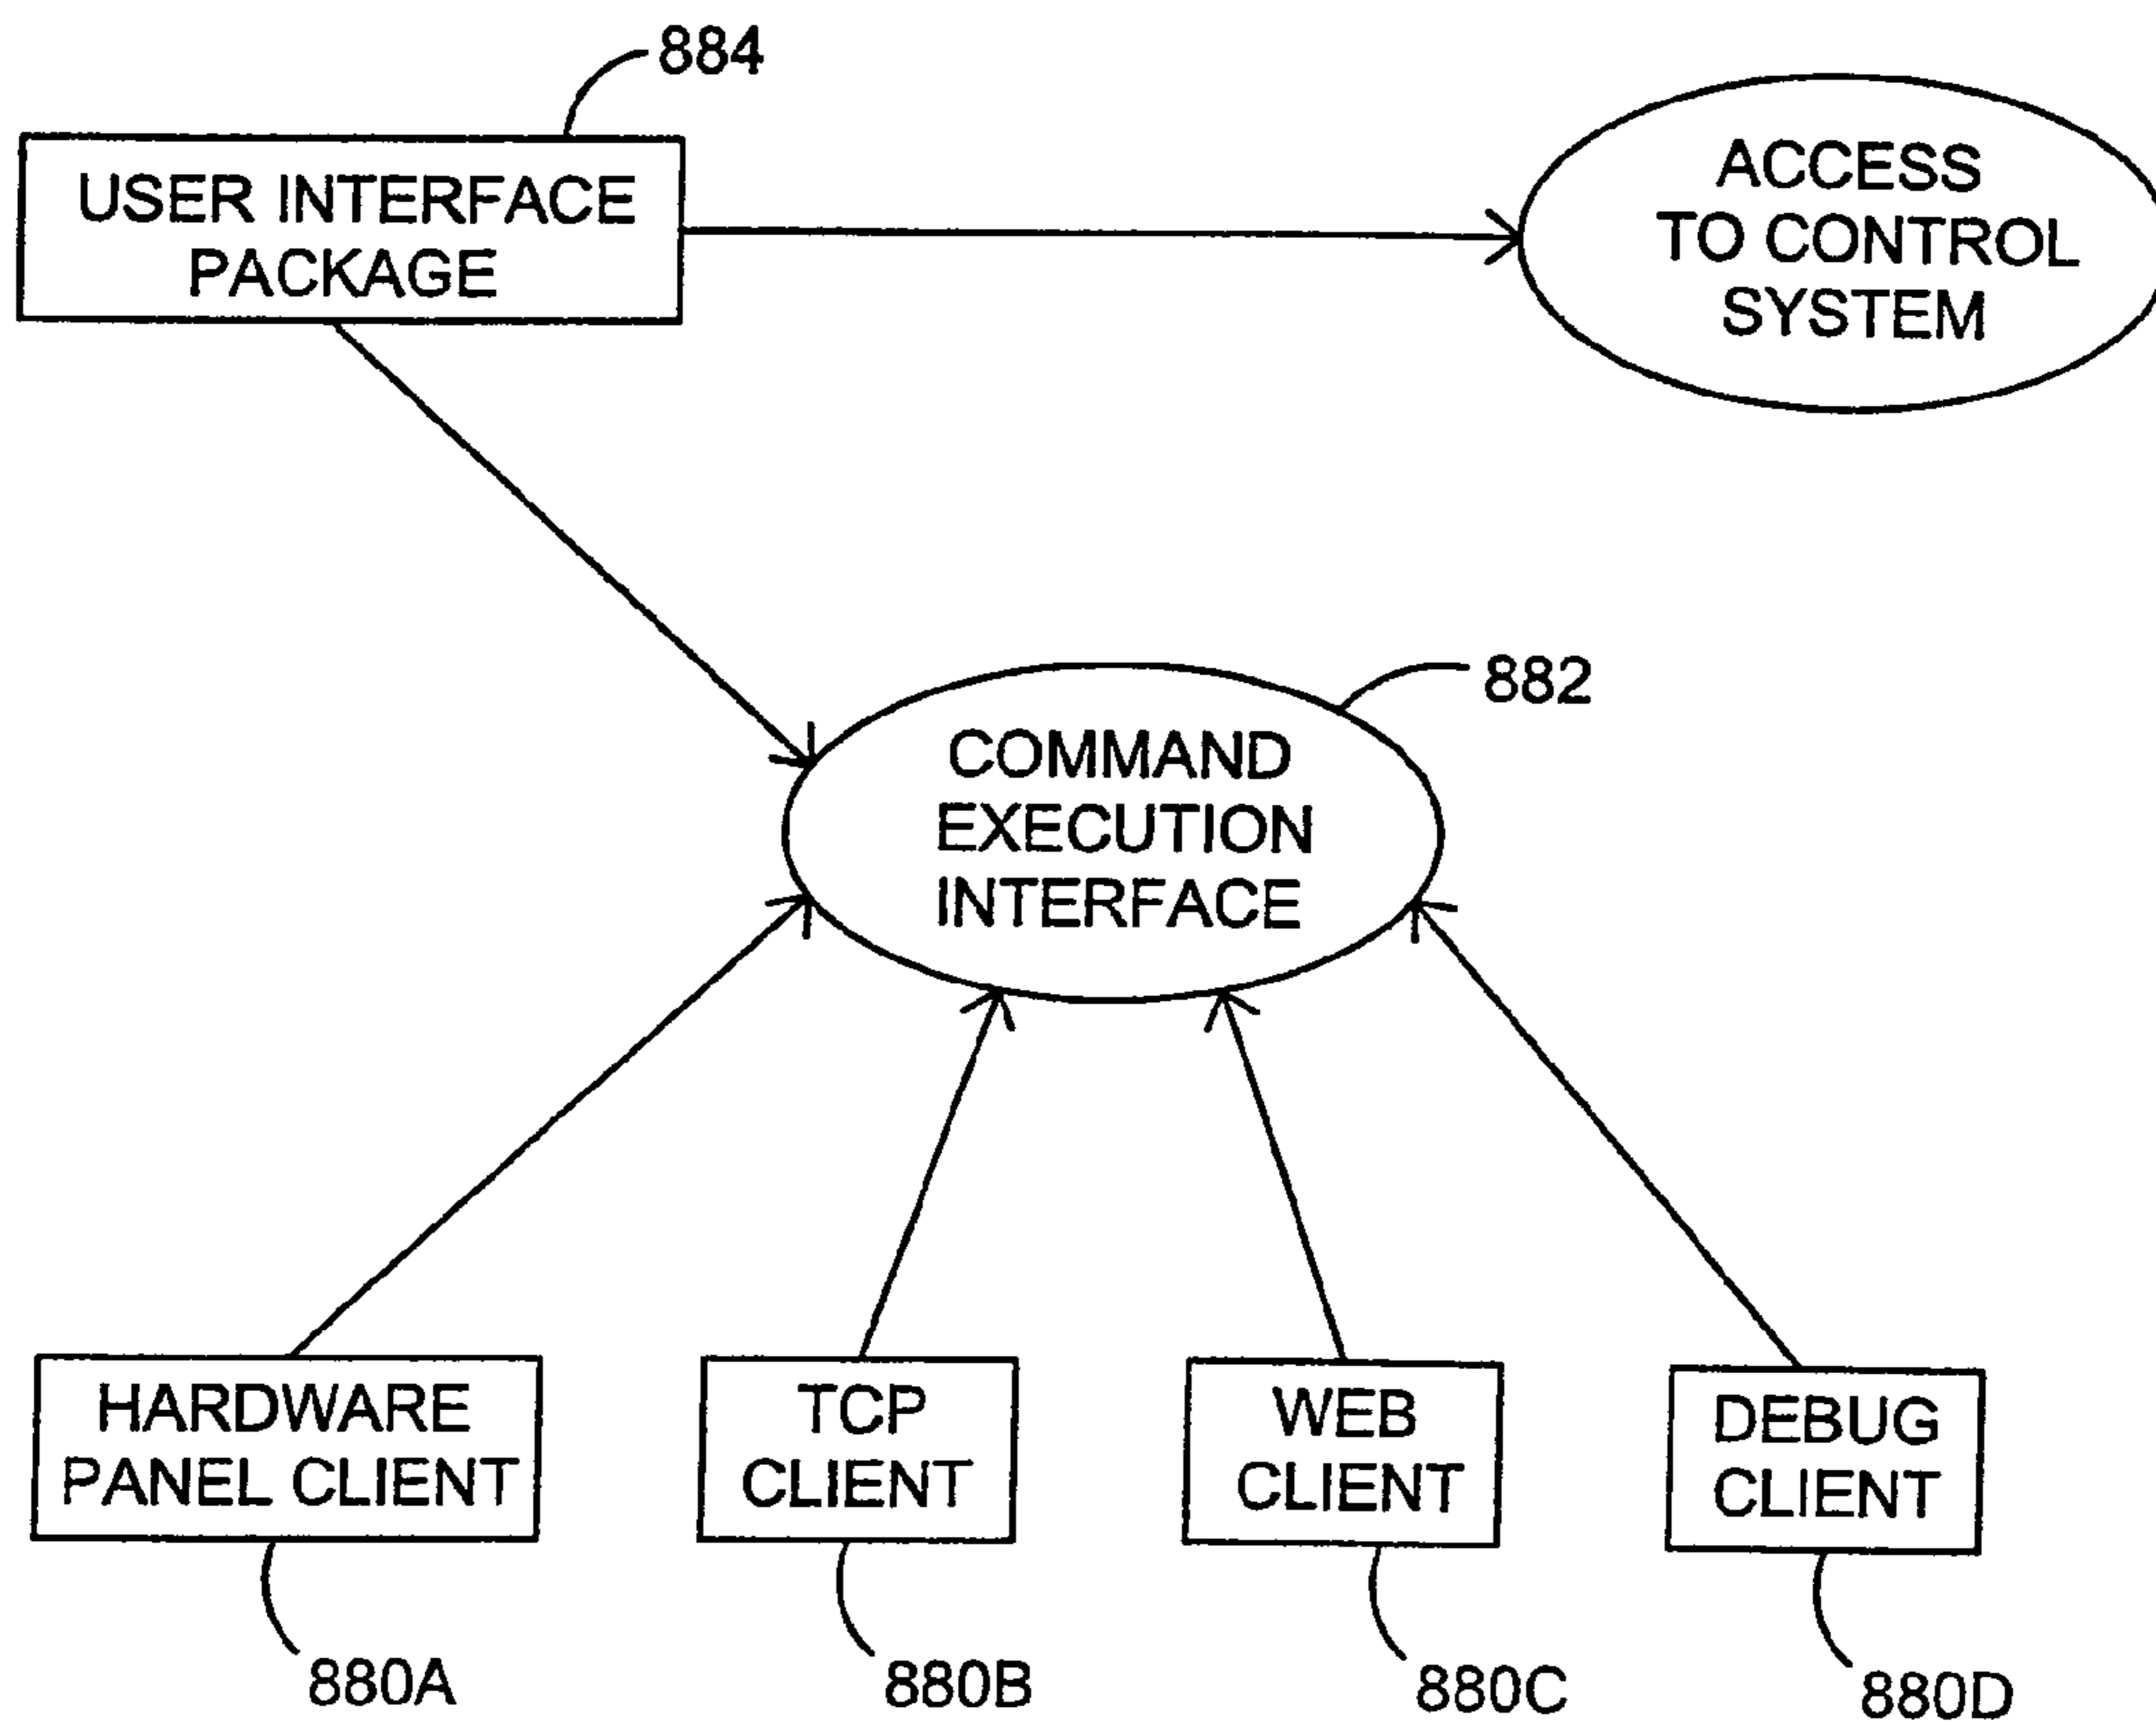 884
USER INTERFACE
PACKAGE
ACCESS
TO CONTROL
SYSTEM
882
COMMAND
EXECUTION
INTERFACE
HARDWARE
PANEL CLIENT
TCP
CLIENT
WEB
CLIENT
DEBUG
CLIENT
880A
880B
880C
880D